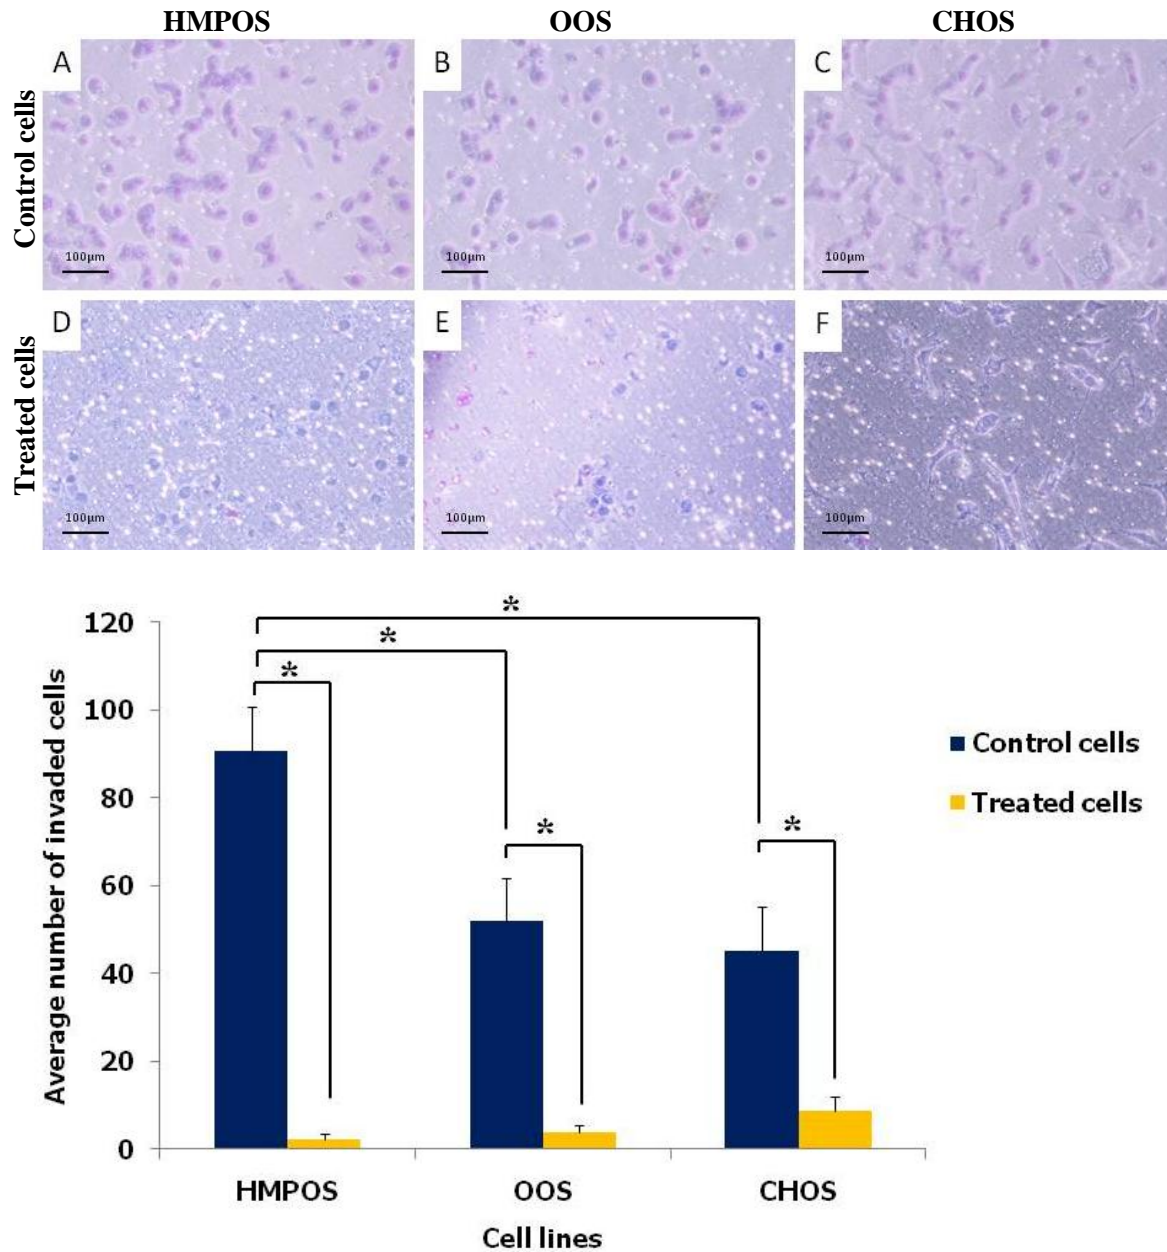 HMPOS OOS CHOS
Control cells
A B C
100µm 100µm 100µm
Treated cells
D E F
100µm 100µm 100µm
Average number of invaded cells
120
100
80
60
40
20
0
*
*
*
*
*
Control cells
Treated cells
HMPOS OOS CHOS
Cell lines